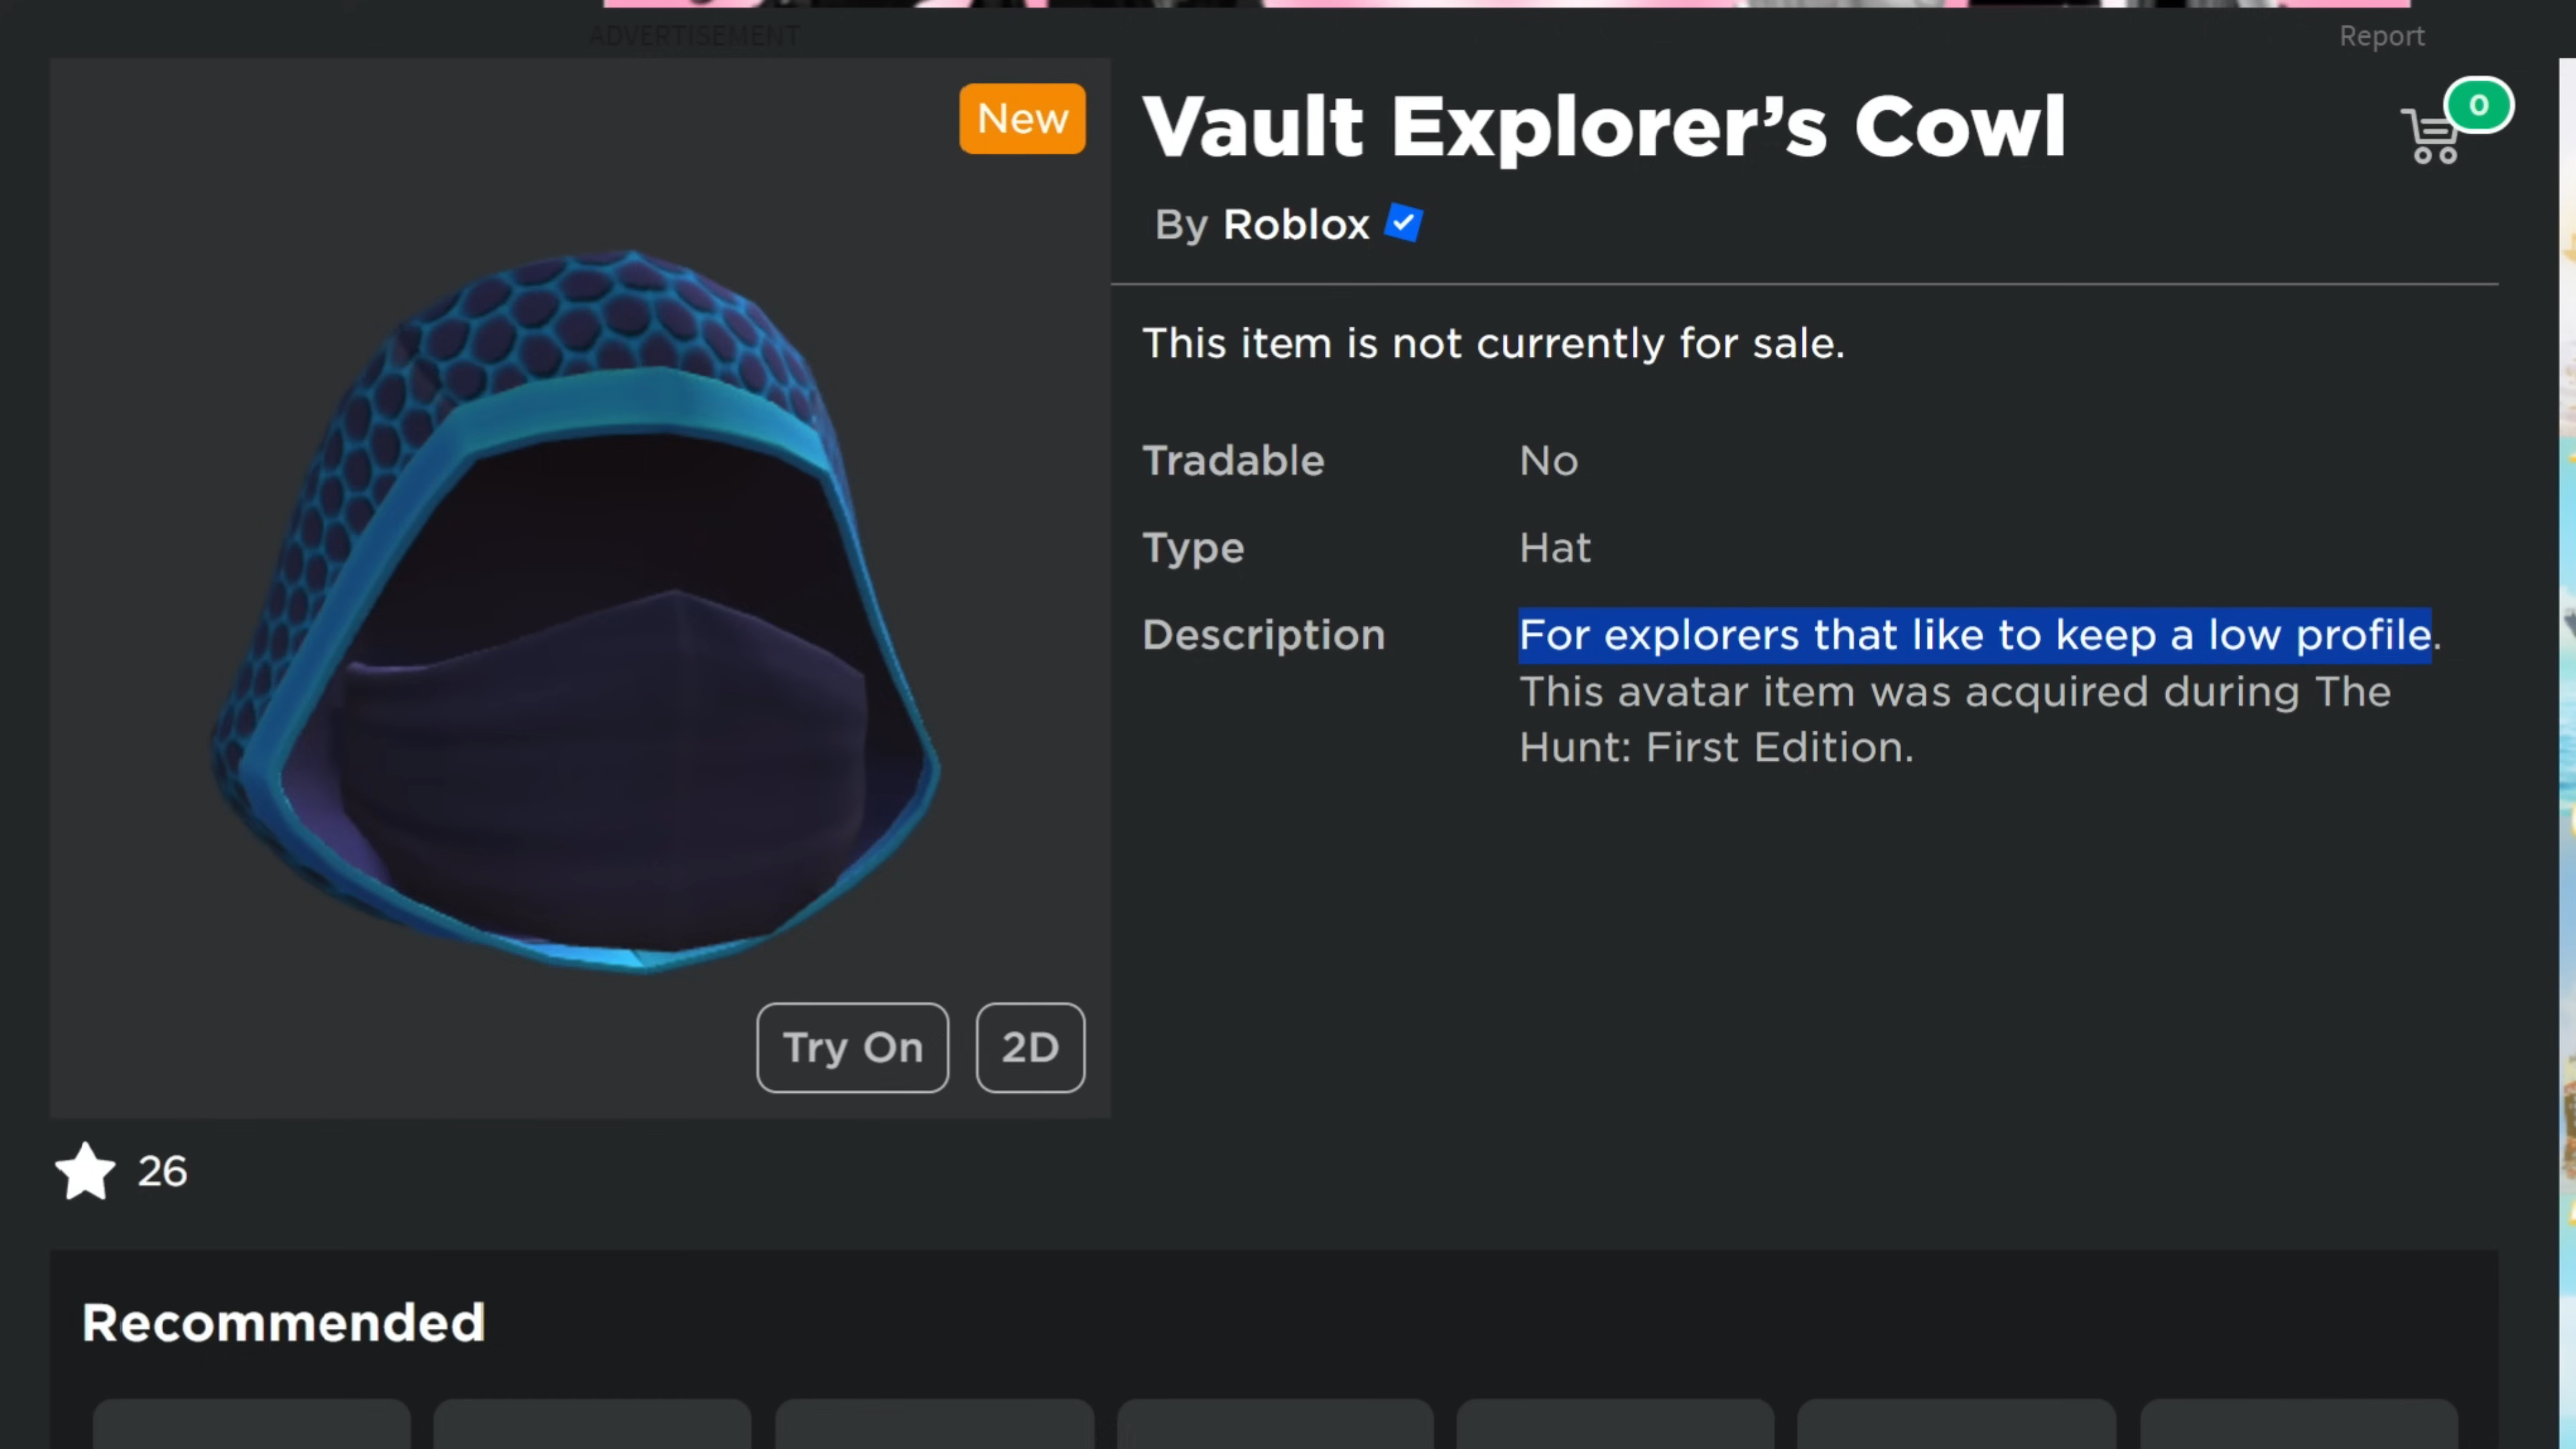 ADVERTISEMENT
Report
New
Vault Explorer’s Cowl
0
By Roblox
This item is not currently for sale.
Tradable No
Type Hat
Description For explorers that like to keep a low profile.
This avatar item was acquired during The
Hunt: First Edition.
Try On 2D
26
Recommended